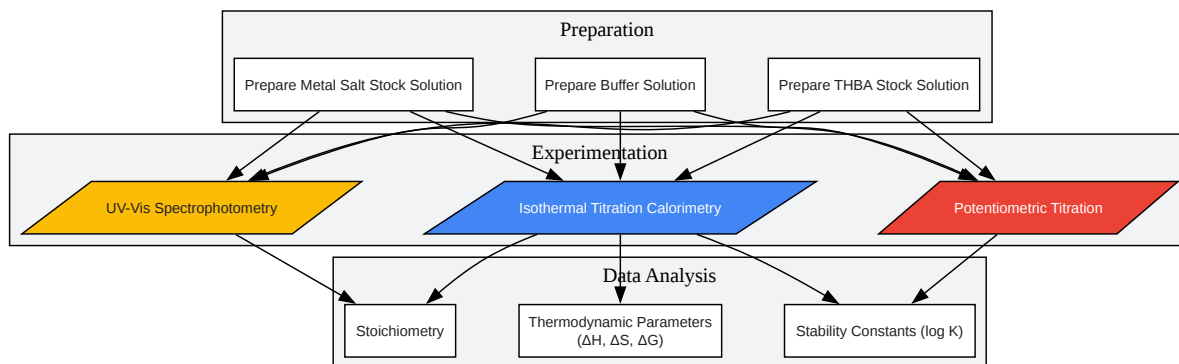 Preparation
Prepare Metal Salt Stock Solution
Prepare Buffer Solution
Prepare THBA Stock Solution
Experimentation
UV-Vis Spectrophotometry
Isothermal Titration Calorimetry
Potentiometric Titration
Data Analysis
Stoichiometry
Thermodynamic Parameters
(ΔH, ΔS, ΔG)
Stability Constants (log K)